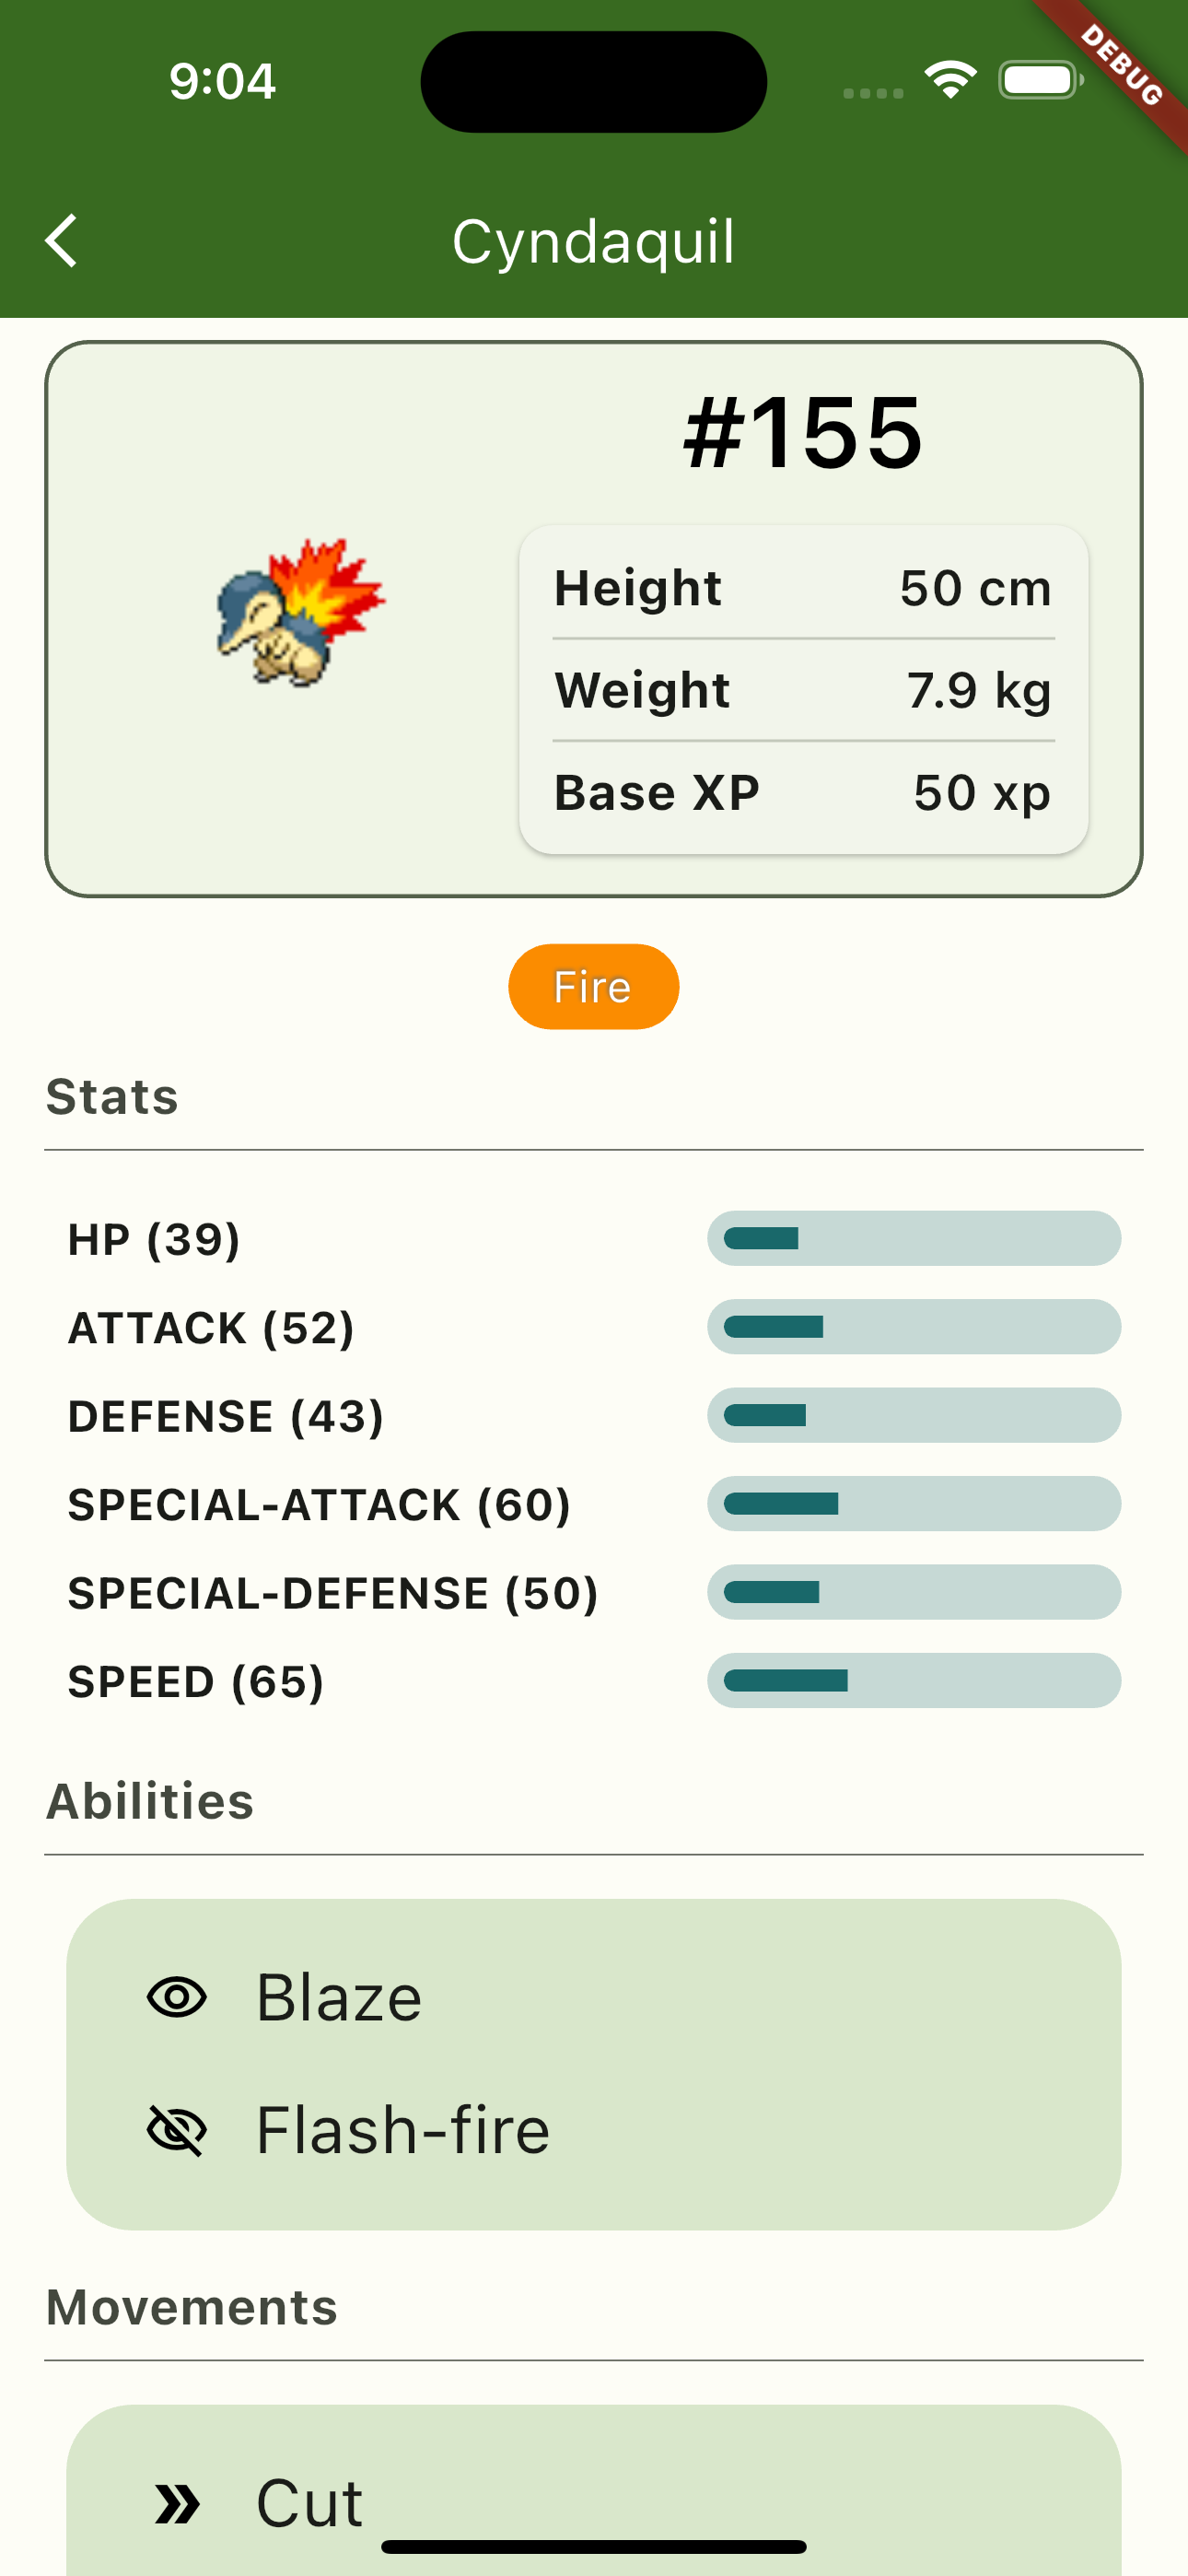 9:04
DEBUG
Cyndaquil
#155
Height 50 cm
Weight 7.9 kg
Base XP 50 xp
Fire
Stats
HP (39)
ATTACK (52)
DEFENSE (43)
SPECIAL-ATTACK (60)
SPECIAL-DEFENSE (50)
SPEED (65)
Abilities
Blaze
Flash-fire
Movements
Cut